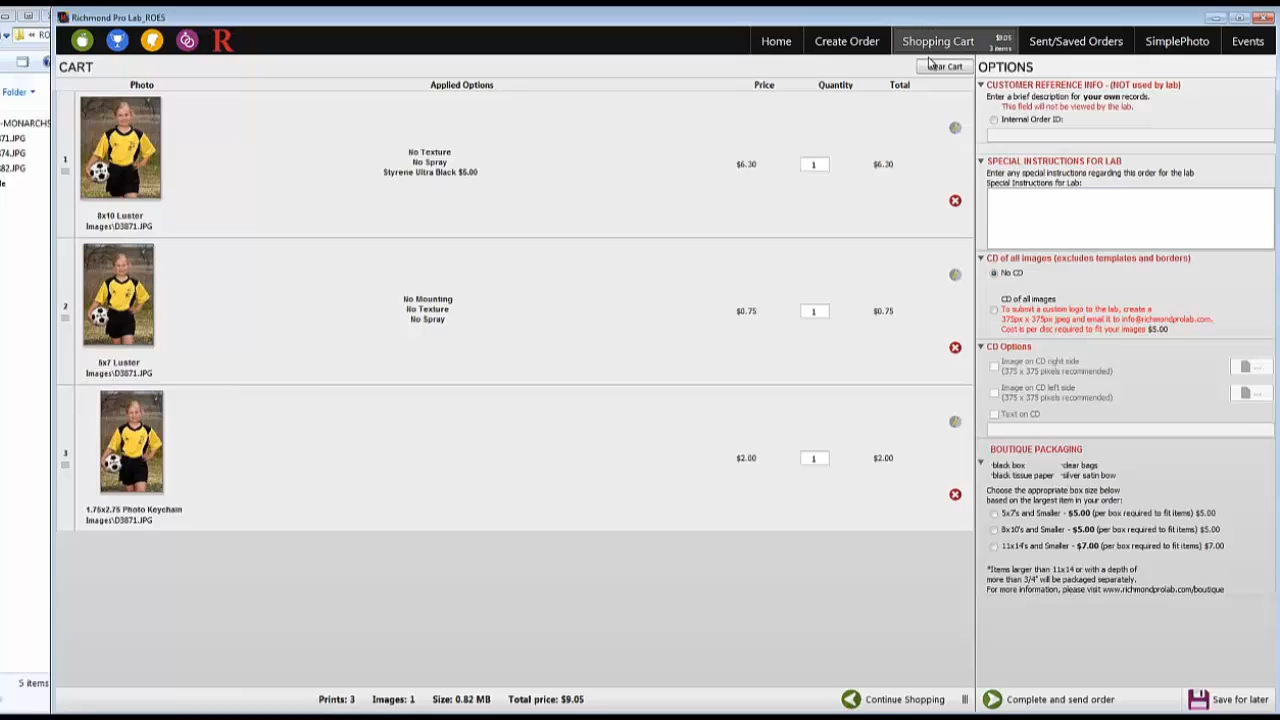 Richmond Pro Lab_ROES
RO
R
Home
Create Order
Shopping Cart
$9.05
3 items
Sent/Saved Orders
SimplePhoto
Events
CART
Cart
OPTIONS
Photo
Applied Options
Price
Quantity
Total
Folder
-MONARCHS
71.JPG
74.JPG
82.JPG
1
No Texture
No Spray
Styrene Ultra Black $5.00
$6.30
1
$6.30
8x10 Luster
Images\D3871.JPG
2
No Mounting
No Texture
No Spray
$0.75
1
$0.75
5x7 Luster
Images\D3871.JPG
3
$2.00
1
$2.00
1.75x2.75 Photo Keychain
Images\D3871.JPG
CUSTOMER REFERENCE INFO - (NOT used by lab)
Enter a brief description for your own records.
This field will not be viewed by the lab.
Internal Order ID:
SPECIAL INSTRUCTIONS FOR LAB
Enter any special instructions regarding this order for the lab
Special Instructions for Lab:
CD of all images (excludes templates and borders)
No CD
CD of all images
To submit a custom logo to the lab, create a
375px x 375px jpeg and email it to info@richmondprolab.com.
Cost is per disc required to fit your images $5.00
CD Options
Image on CD right side
(375 x 375 pixels recommended)
...
Image on CD left side
(375 x 375 pixels recommended)
...
Text on CD
BOUTIQUE PACKAGING
·black box ·clear bags
·black tissue paper ·silver satin bow
Choose the appropriate box size below
based on the largest item in your order:
5x7's and Smaller - $5.00 (per box required to fit items) $5.00
8x10's and Smaller - $5.00 (per box required to fit items) $5.00
11x14's and Smaller - $7.00 (per box required to fit items) $7.00
*Items larger than 11x14 or with a depth of
more than 3/4" will be packaged separately.
For more information, please visit www.richmondprolab.com/boutique
5 items
Prints: 3
Images: 1
Size: 0.82 MB
Total price: $9.05
Continue Shopping
Complete and send order
Save for later